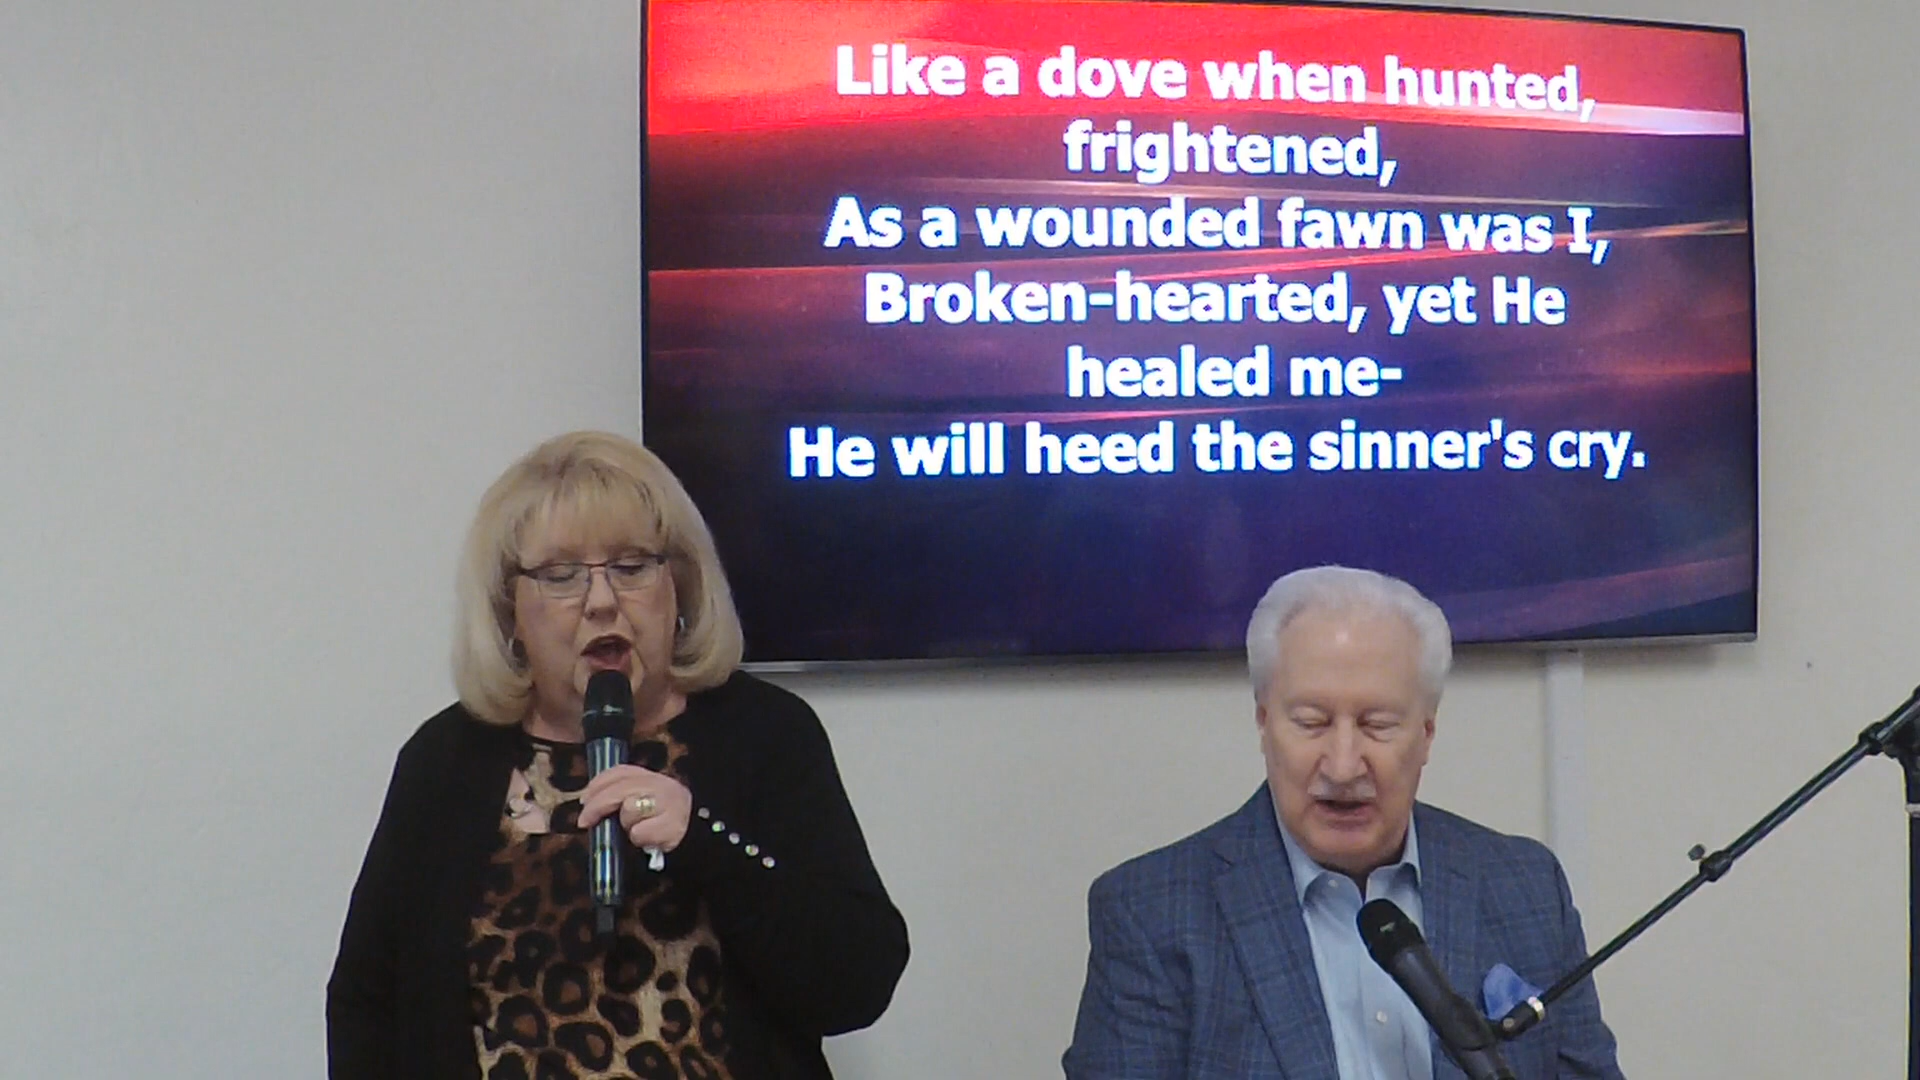 Like a dove when hunted,
frightened,
As a wounded fawn was I,
Broken-hearted, yet He
healed me-
He will heed the sinner's cry.